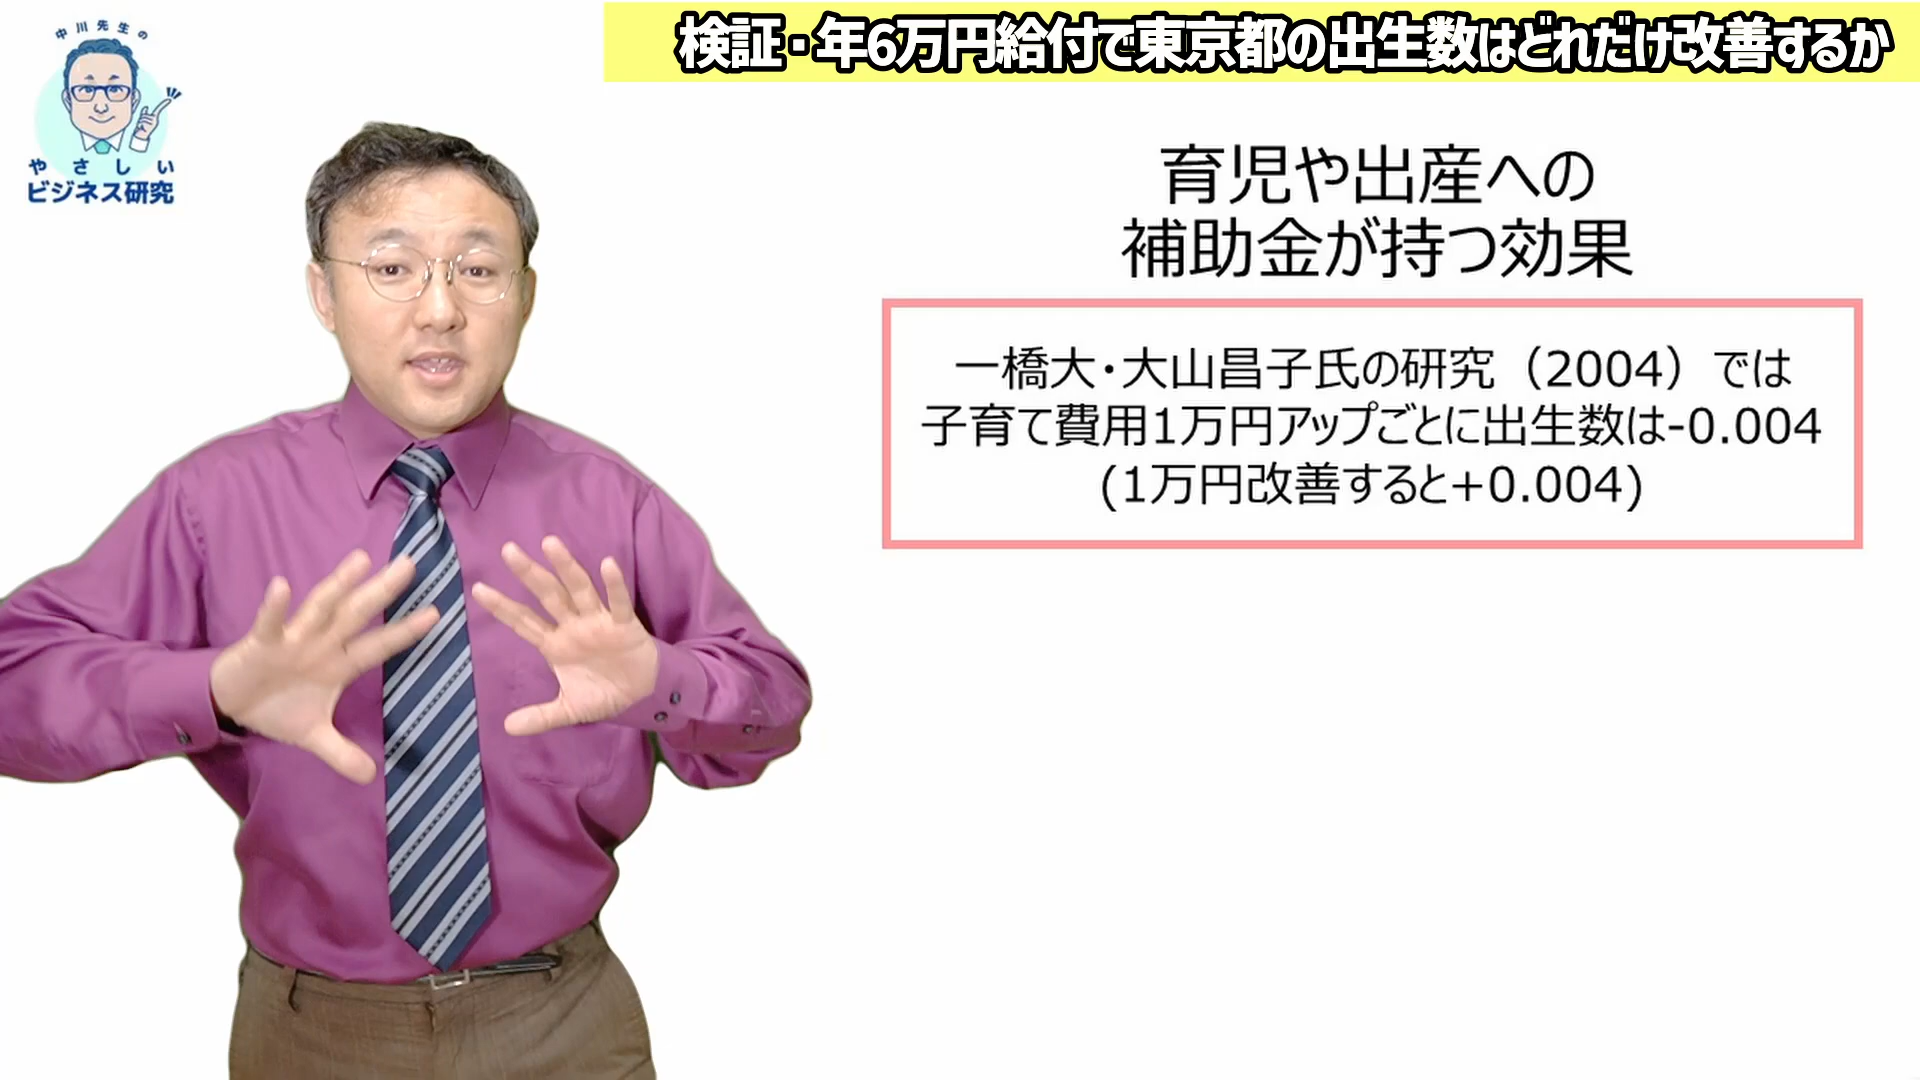 中川先生の
やさしい
ビジネス研究
検証・年6万円給付で東京都の出生数はどれだけ改善するか
育児や出産への
補助金が持つ効果
一橋大・大山昌子氏の研究（2004）では
子育て費用1万円アップごとに出生数は-0.004
(1万円改善すると+0.004)